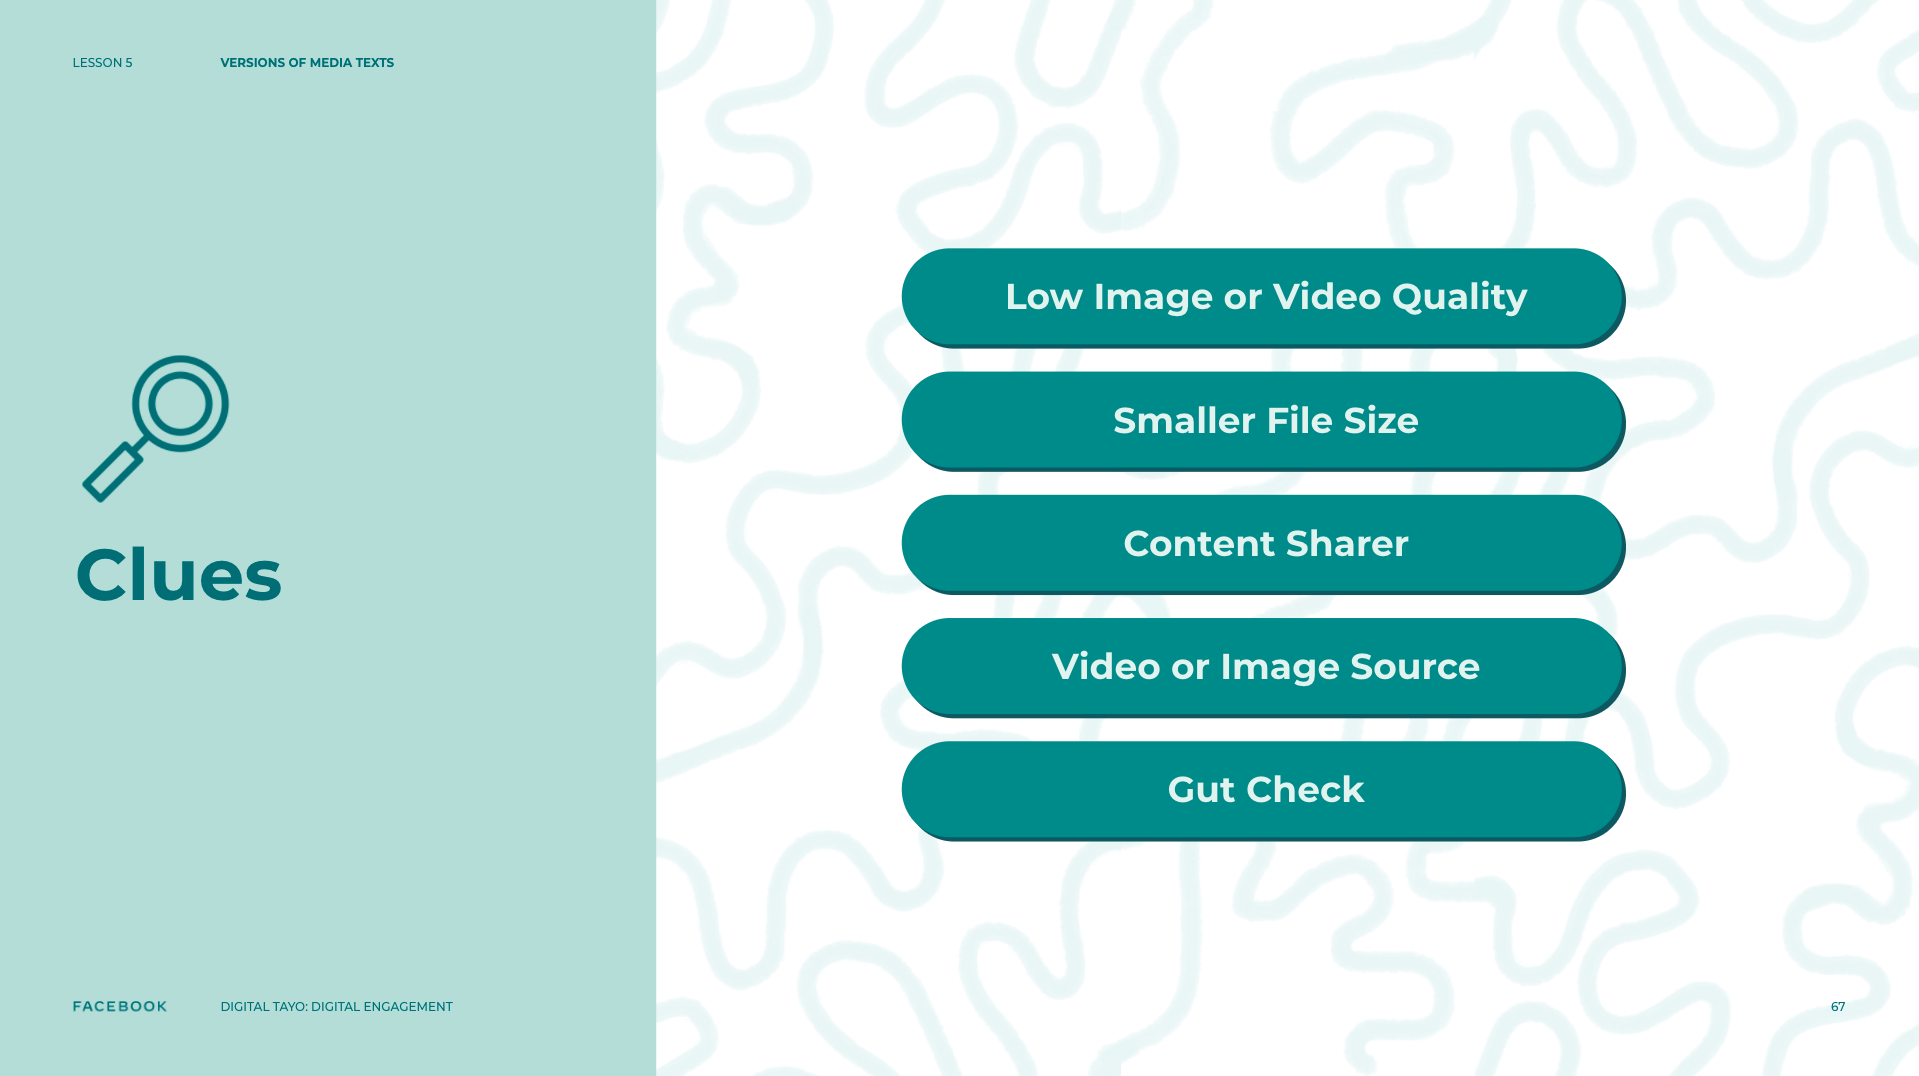 LESSON 5
VERSIONS OF MEDIA TEXTS
Clues
Low Image or Video Quality
Smaller File Size
Content Sharer
Video or Image Source
Gut Check
FACEBOOK
DIGITAL TAYO: DIGITAL ENGAGEMENT
67